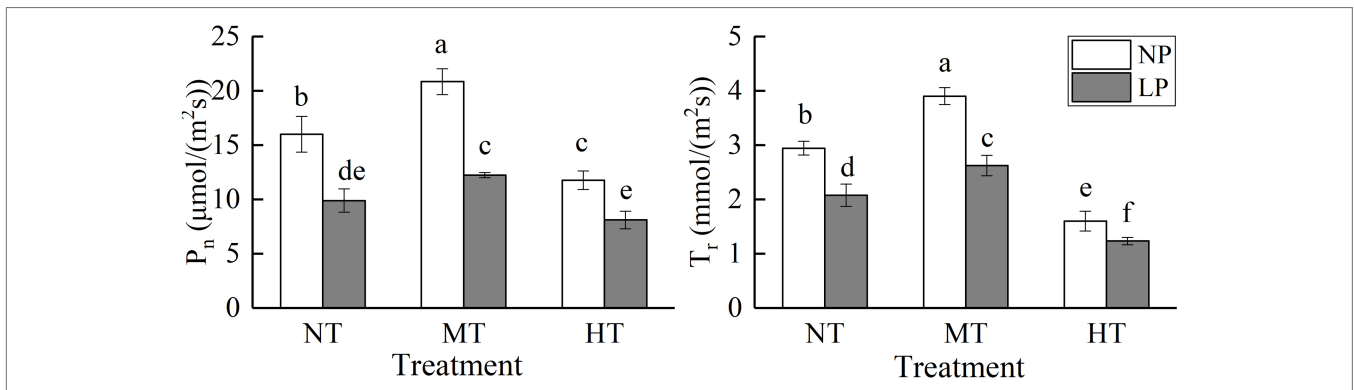 25
20
15
10
5
0
Pₙ (μmol/(m²s))
b
de
a
c
c
e
NT
MT
HT
Treatment
5
4
3
2
1
0
Tᵣ (mmol/(m²s))
b
d
a
c
e
f
NT
MT
HT
Treatment
NP
LP